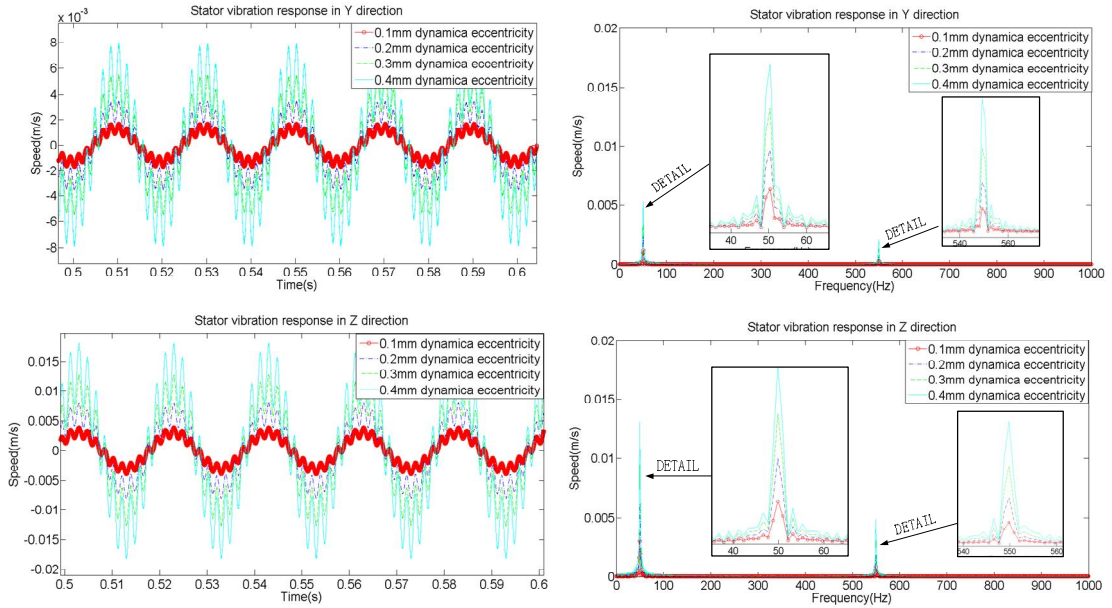 Stator vibration response in Y direction
x 10^-3
8
6
4
2
0
-2
-4
-6
-8
Speed(m/s)
0.1mm dynamica eccentricity
0.2mm dynamica eccentricity
0.3mm dynamica eccentricity
0.4mm dynamica eccentricity
0.5 0.51 0.52 0.53 0.54 0.55 0.56 0.57 0.58 0.59 0.6
Time(s)
Stator vibration response in Y direction
0.02
0.015
0.01
0.005
0
Speed(m/s)
0.1mm dynamica eccentricity
0.2mm dynamica eccentricity
0.3mm dynamica eccentricity
0.4mm dynamica eccentricity
DETAIL
40 50 60
DETAIL
540 560
0 100 200 300 400 500 600 700 800 900 1000
Frequency(Hz)
Stator vibration response in Z direction
0.015
0.01
0.005
0
-0.005
-0.01
-0.015
-0.02
Speed(m/s)
0.1mm dynamica eccentricity
0.2mm dynamica eccentricity
0.3mm dynamica eccentricity
0.4mm dynamica eccentricity
0.5 0.51 0.52 0.53 0.54 0.55 0.56 0.57 0.58 0.59 0.6
Time(s)
Stator vibration response in Z direction
0.02
0.015
0.01
0.005
0
Speed(m/s)
0.1mm dynamica eccentricity
0.2mm dynamica eccentricity
0.3mm dynamica eccentricity
0.4mm dynamica eccentricity
DETAIL
40 50 60
DETAIL
540 550 560
0 100 200 300 400 500 600 700 800 900 1000
Frequency(Hz)